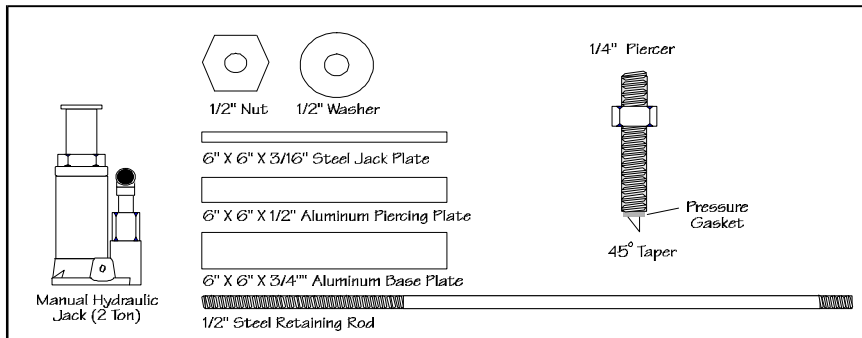 1/4" Piercer
1/2" Nut
1/2" Washer
6" X 6" X 3/16" Steel Jack Plate
6" X 6" X 1/2" Aluminum Piercing Plate
Pressure
Gasket
45° Taper
6" X 6" X 3/4"" Aluminum Base Plate
Manual Hydraulic
Jack (2 Ton)
1/2" Steel Retaining Rod